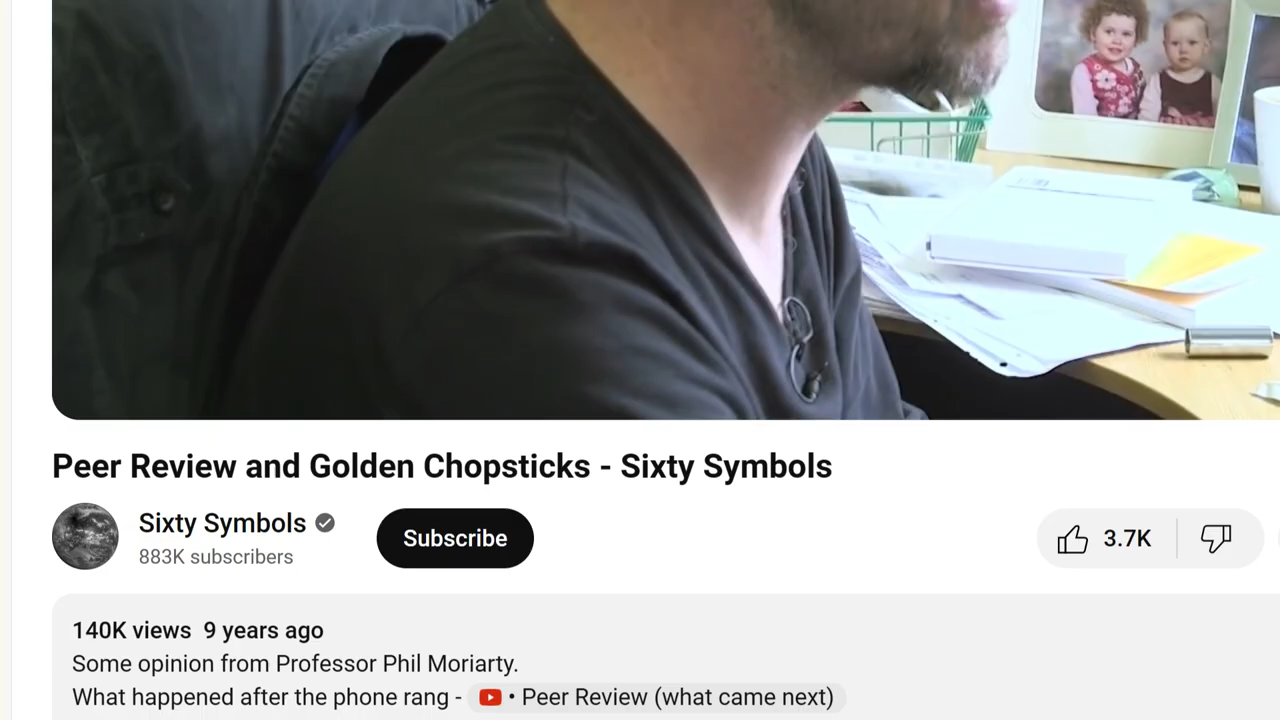 Peer Review and Golden Chopsticks - Sixty Symbols
Sixty Symbols
883K subscribers
Subscribe
3.7K
140K views 9 years ago
Some opinion from Professor Phil Moriarty.
What happened after the phone rang - • Peer Review (what came next)